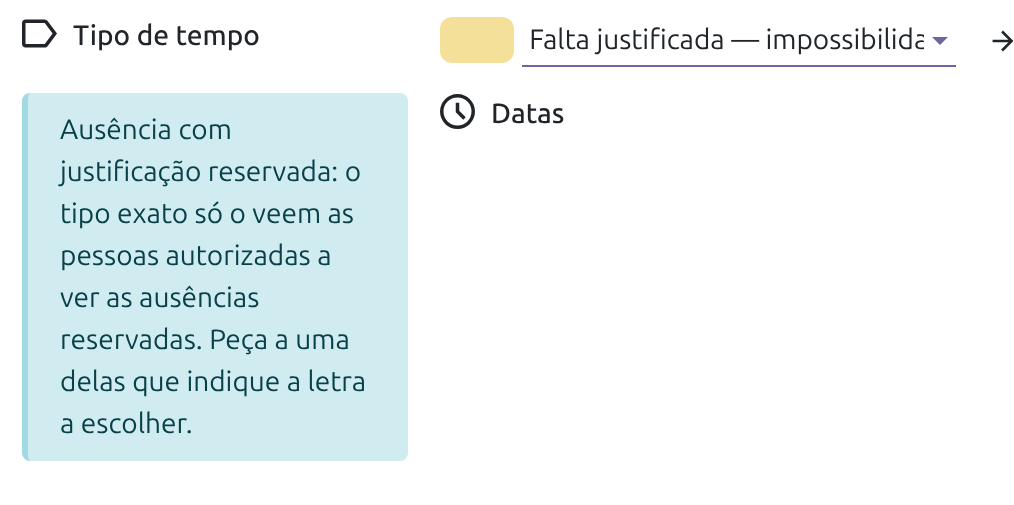 Tipo de tempo
Falta justificada — impossibilida
Ausência com
justificação reservada: o
tipo exato só o veem as
pessoas autorizadas a
ver as ausências
reservadas. Peça a uma
delas que indique a letra
a escolher.
Datas